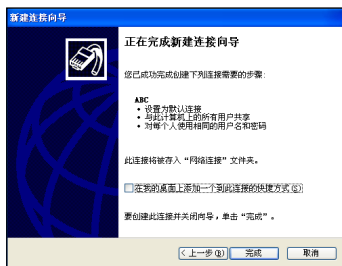 新建连接向导
正在完成新建连接向导
您已成功完成创建下列连接需要的步骤:
ABC
• 设置为默认连接
• 与此计算机上的所有用户共享
• 对每个人使用相同的用户名和密码
此连接将被存入“网络连接”文件夹。
在我的桌面上添加一个到此连接的快捷方式(S)
要创建此连接并关闭向导，单击“完成”。
< 上一步(B) 完成 取消